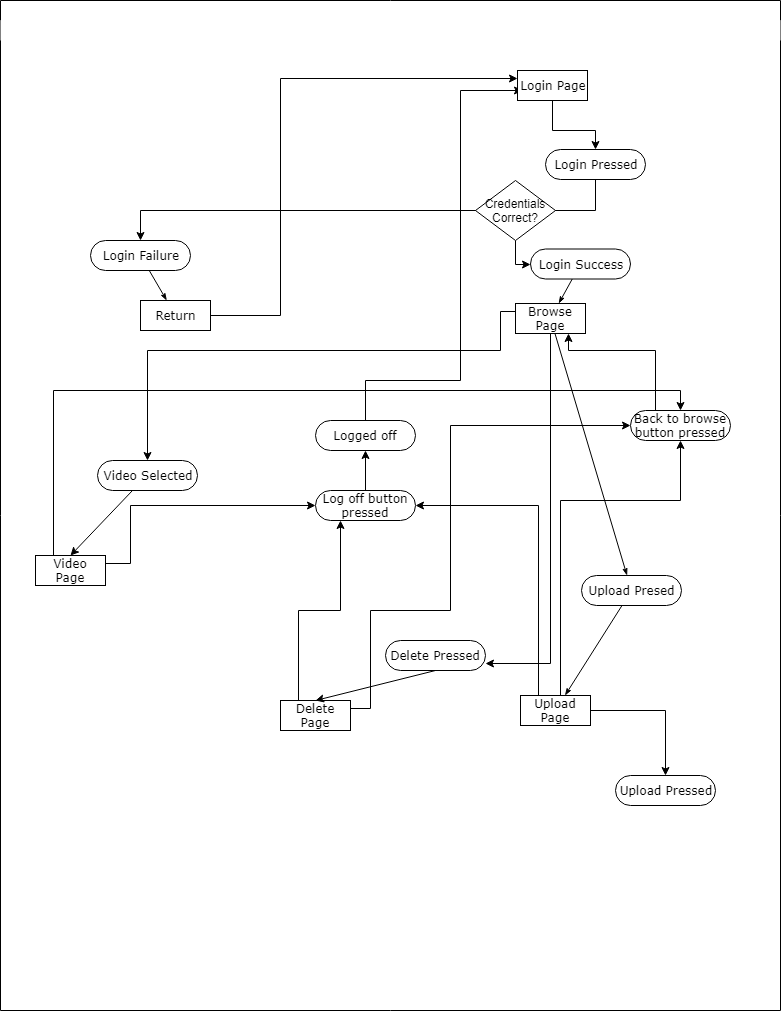 Login Page
Login Pressed
Credentials
Correct?
Login Failure
Login Success
Return
Browse
Page
Back to browse
button pressed
Logged off
Video Selected
Log off button
pressed
Video
Page
Upload Presed
Delete Pressed
Delete
Page
Upload
Page
Upload Pressed